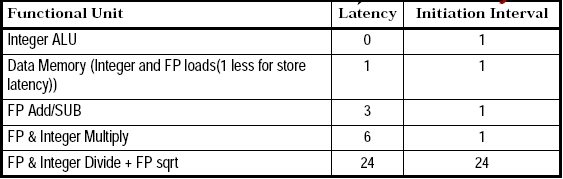 Functional Unit Latency Initiation Interval
Integer ALU 0 1
Data Memory (Integer and FP loads(1 less for store 1 1
latency))
FP Add/SUB 3 1
FP & Integer Multiply 6 1
FP & Integer Divide + FP sqrt 24 24